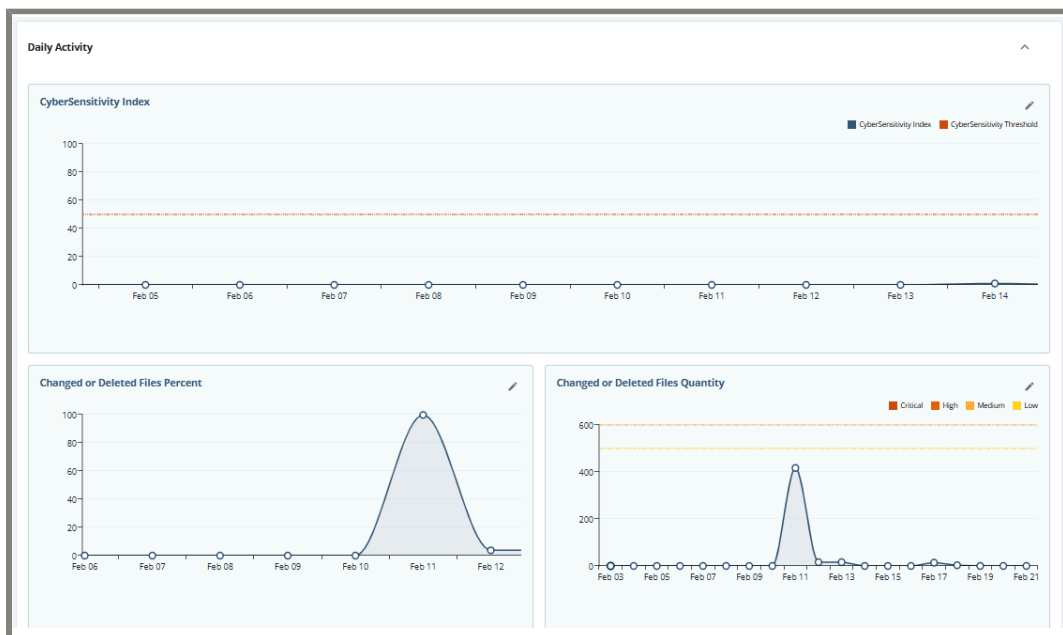 Daily Activity
CyberSensitivity Index
CyberSensitivity Index CyberSensitivity Threshold
100
80
60
40
20
0
Feb 05 Feb 06 Feb 07 Feb 08 Feb 09 Feb 10 Feb 11 Feb 12 Feb 13 Feb 14
Changed or Deleted Files Percent
100
80
60
40
20
0
Feb 06 Feb 07 Feb 08 Feb 09 Feb 10 Feb 11 Feb 12
Changed or Deleted Files Quantity
Critical High Medium Low
600
400
200
0
Feb 03 Feb 05 Feb 07 Feb 09 Feb 11 Feb 13 Feb 15 Feb 17 Feb 19 Feb 21